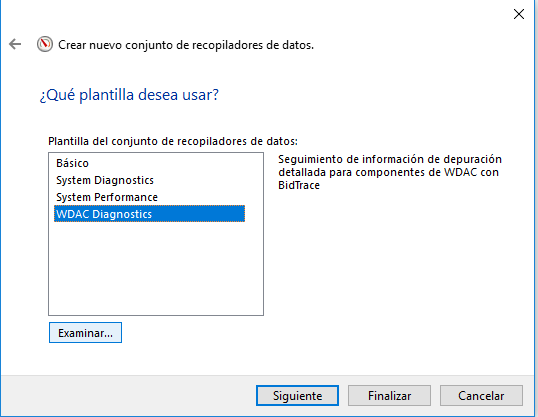 Crear nuevo conjunto de recopiladores de datos.
¿Qué plantilla desea usar?
Plantilla del conjunto de recopiladores de datos:
Básico
System Diagnostics
System Performance
WDAC Diagnostics
Seguimiento de información de depuración
detallada para componentes de WDAC con
BidTrace
Examinar...
Siguiente
Finalizar
Cancelar